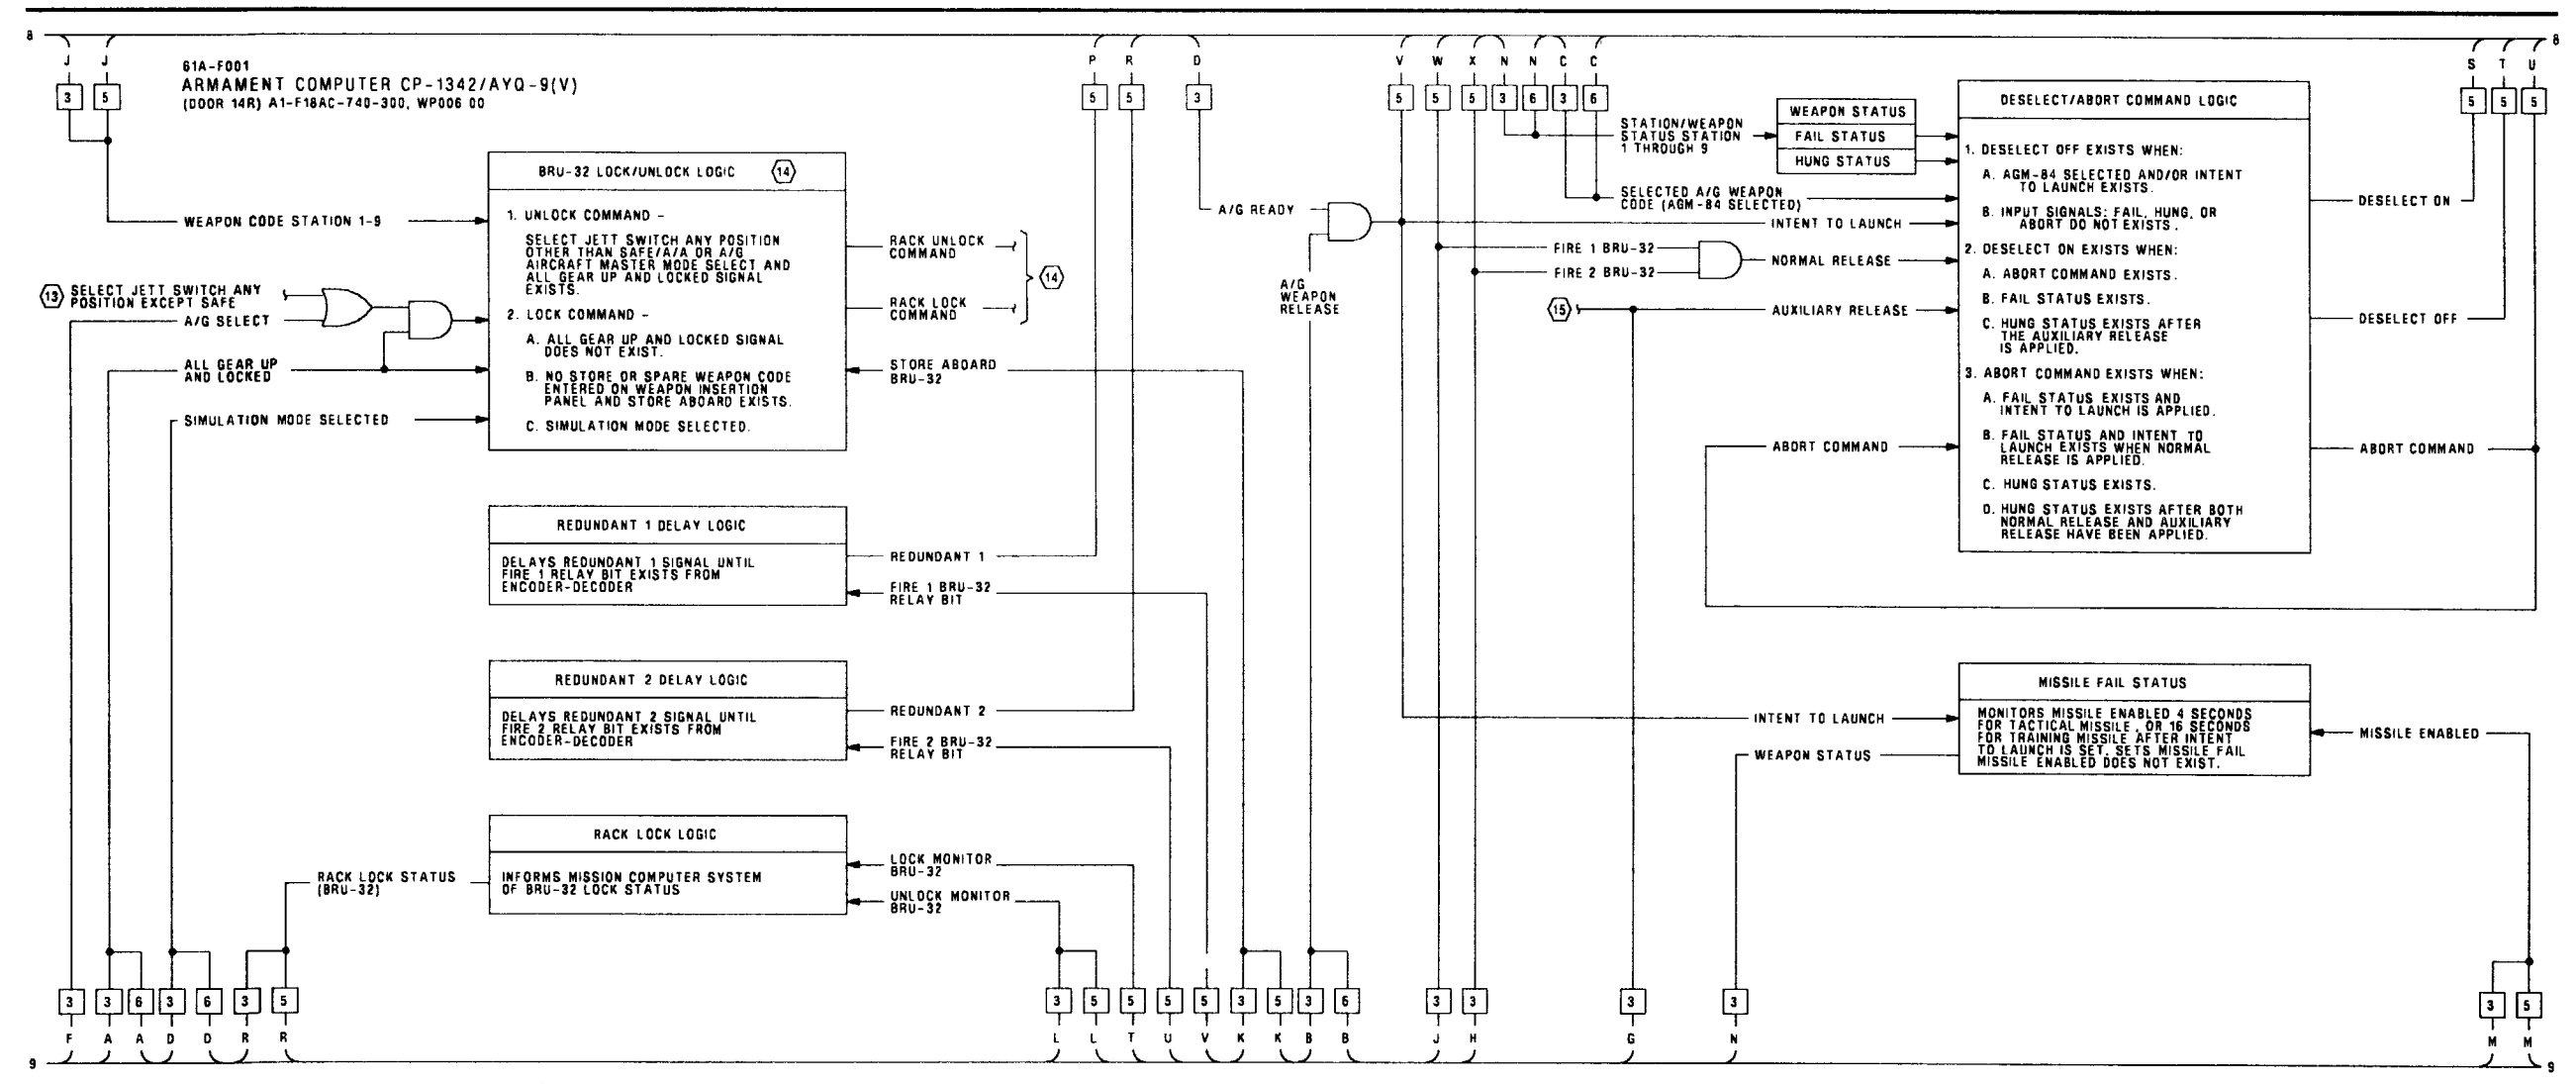 8
J J P R D V W X N N C C S T U
8
3 5 5 5 3 5 5 5 3 6 3 6 5 5 5
61A-F001
ARMAMENT COMPUTER CP-1342/AYQ-9(V)
(DOOR 14R) A1-F18AC-740-300, WP006 00
WEAPON CODE STATION 1-9
13
SELECT JETT SWITCH ANY
POSITION EXCEPT SAFE
A/G SELECT
ALL GEAR UP
AND LOCKED
SIMULATION MODE SELECTED
BRU-32 LOCK/UNLOCK LOGIC 14
1. UNLOCK COMMAND -
SELECT JETT SWITCH ANY POSITION
OTHER THAN SAFE/A/A OR A/G
AIRCRAFT MASTER MODE SELECT AND
ALL GEAR UP AND LOCKED SIGNAL
EXISTS.
2. LOCK COMMAND -
A. ALL GEAR UP AND LOCKED SIGNAL
DOES NOT EXIST.
B. NO STORE OR SPARE WEAPON CODE
ENTERED ON WEAPON INSERTION
PANEL AND STORE ABOARD EXISTS.
C. SIMULATION MODE SELECTED.
RACK UNLOCK
COMMAND
RACK LOCK
COMMAND
14
STORE ABOARD
BRU-32
REDUNDANT 1 DELAY LOGIC
DELAYS REDUNDANT 1 SIGNAL UNTIL
FIRE 1 RELAY BIT EXISTS FROM
ENCODER-DECODER
REDUNDANT 1
FIRE 1 BRU-32
RELAY BIT
REDUNDANT 2 DELAY LOGIC
DELAYS REDUNDANT 2 SIGNAL UNTIL
FIRE 2 RELAY BIT EXISTS FROM
ENCODER-DECODER
REDUNDANT 2
FIRE 2 BRU-32
RELAY BIT
RACK LOCK LOGIC
INFORMS MISSION COMPUTER SYSTEM
OF BRU-32 LOCK STATUS
RACK LOCK STATUS
(BRU-32)
LOCK MONITOR
BRU-32
UNLOCK MONITOR
BRU-32
A/G READY
A/G
WEAPON
RELEASE
STATION/WEAPON
STATUS STATION
1 THROUGH 9
WEAPON STATUS
FAIL STATUS
HUNG STATUS
SELECTED A/G WEAPON
CODE (AGM-84 SELECTED)
INTENT TO LAUNCH
FIRE 1 BRU-32
FIRE 2 BRU-32
NORMAL RELEASE
15
AUXILIARY RELEASE
ABORT COMMAND
DESELECT/ABORT COMMAND LOGIC
1. DESELECT OFF EXISTS WHEN:
A. AGM-84 SELECTED AND/OR INTENT
TO LAUNCH EXISTS.
B. INPUT SIGNALS: FAIL, HUNG, OR
ABORT DO NOT EXISTS.
2. DESELECT ON EXISTS WHEN:
A. ABORT COMMAND EXISTS.
B. FAIL STATUS EXISTS.
C. HUNG STATUS EXISTS AFTER
THE AUXILIARY RELEASE
IS APPLIED.
3. ABORT COMMAND EXISTS WHEN:
A. FAIL STATUS EXISTS AND
INTENT TO LAUNCH IS APPLIED.
B. FAIL STATUS AND INTENT TO
LAUNCH EXISTS WHEN NORMAL
RELEASE IS APPLIED.
C. HUNG STATUS EXISTS.
D. HUNG STATUS EXISTS AFTER BOTH
NORMAL RELEASE AND AUXILIARY
RELEASE HAVE BEEN APPLIED.
DESELECT ON
DESELECT OFF
ABORT COMMAND
INTENT TO LAUNCH
WEAPON STATUS
MISSILE FAIL STATUS
MONITORS MISSILE ENABLED 4 SECONDS
FOR TACTICAL MISSILE, OR 16 SECONDS
FOR TRAINING MISSILE AFTER INTENT
TO LAUNCH IS SET. SETS MISSILE FAIL
MISSILE ENABLED DOES NOT EXIST.
MISSILE ENABLED
3 3 6 3 6 3 5 3 5 5 5 5 3 5 3 6 3 3 3 3 3 5
F A A D D R R L L T U V K K B B J H G N M M
9
9